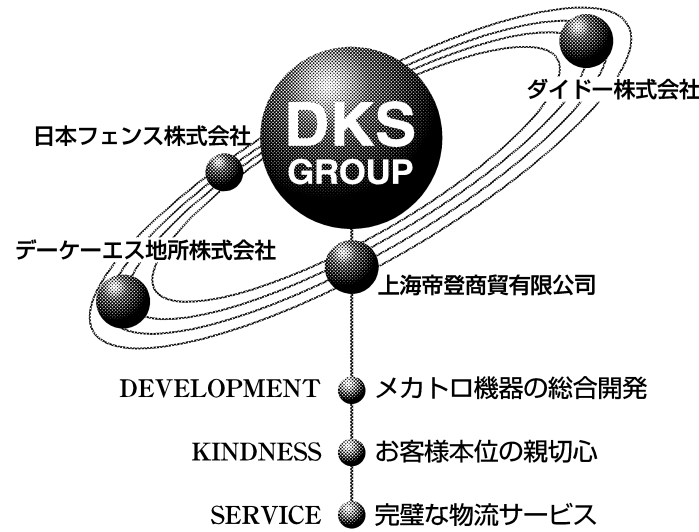 ダイドー株式会社
DKS
GROUP
日本フェンス株式会社
デーケーエス地所株式会社
上海帝登商貿有限公司
DEVELOPMENT メカトロ機器の総合開発
KINDNESS お客様本位の親切心
SERVICE 完璧な物流サービス